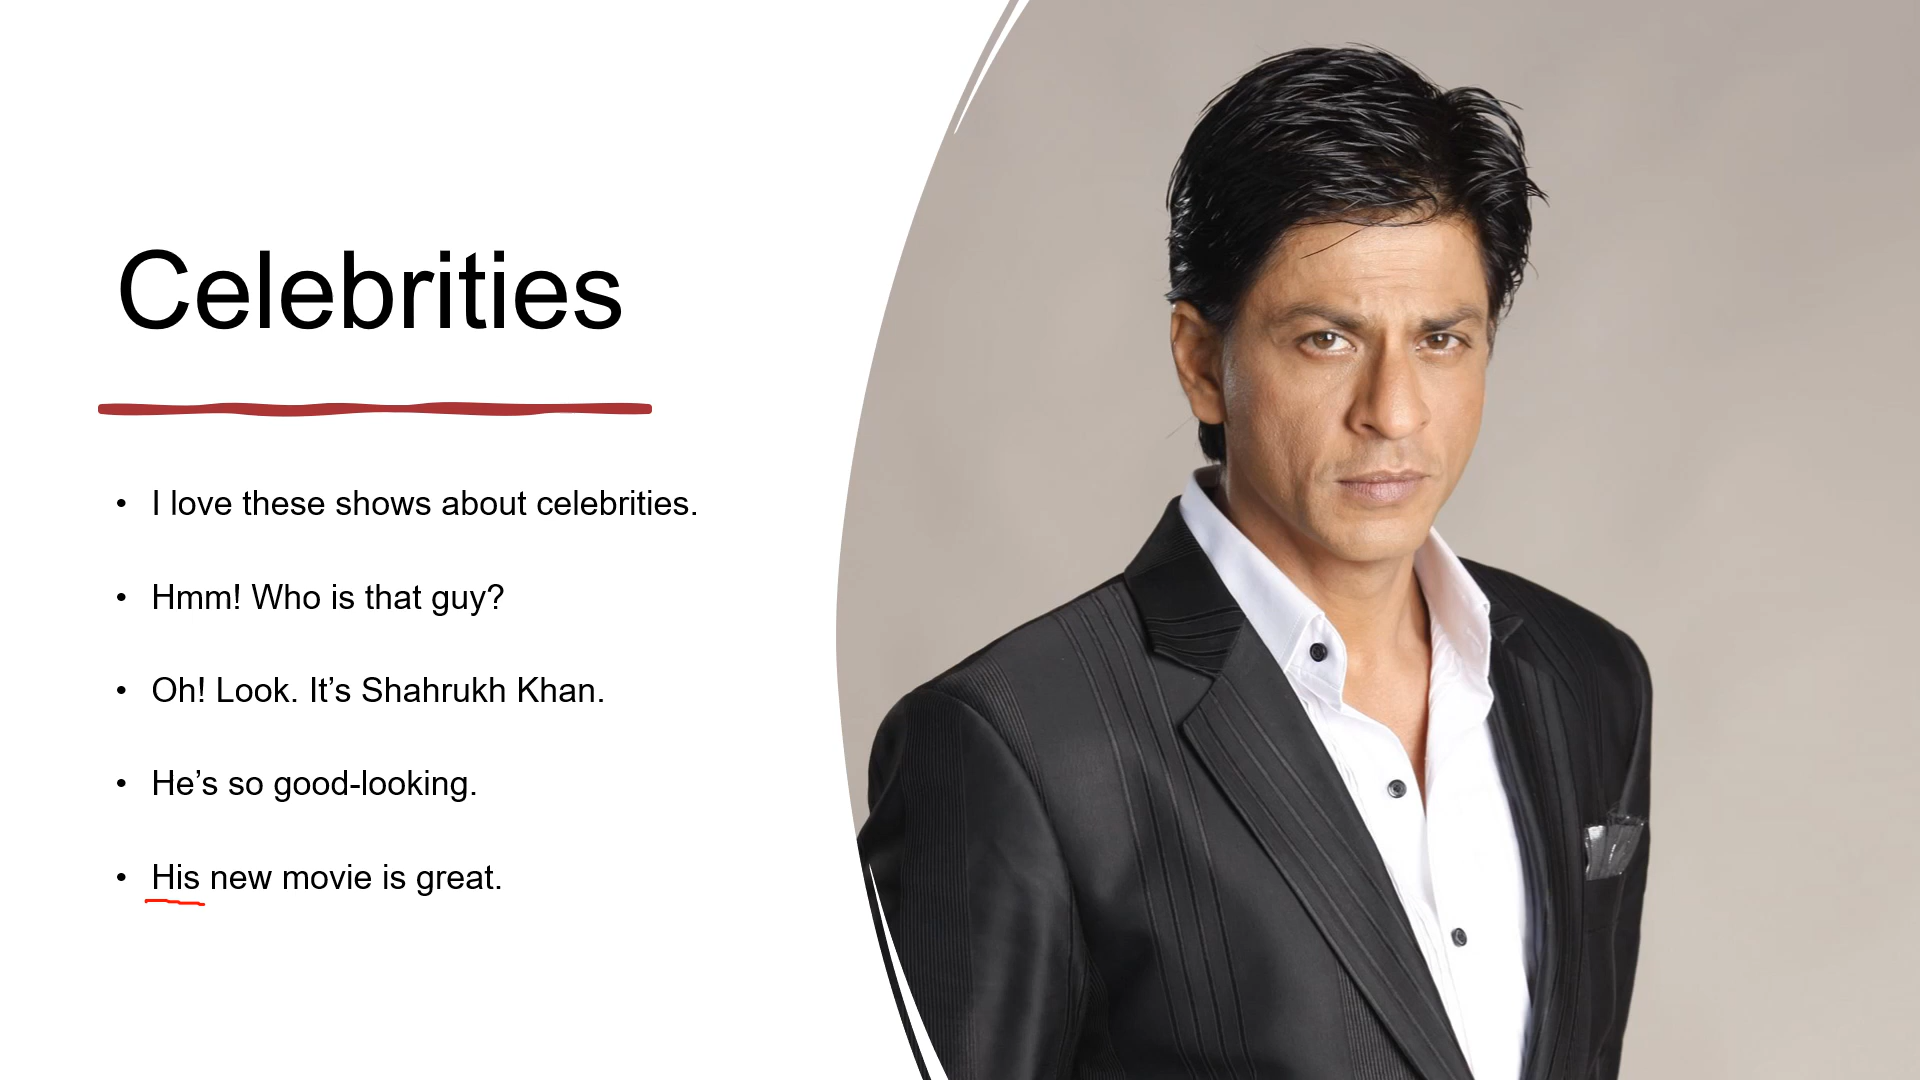 Celebrities
• I love these shows about celebrities.
• Hmm! Who is that guy?
• Oh! Look. It’s Shahrukh Khan.
• He’s so good-looking.
• His new movie is great.